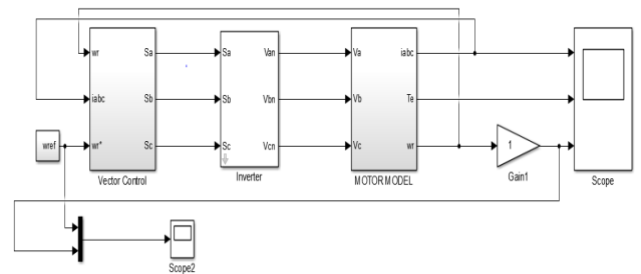 wr Sa Sa Van Va iabc
iabc Sb Sb Vbn Vb Te
wref wr* Sc Sc Vcn Vc wr 1
Vector Control Inverter MOTOR MODEL Gain1 Scope
Scope2